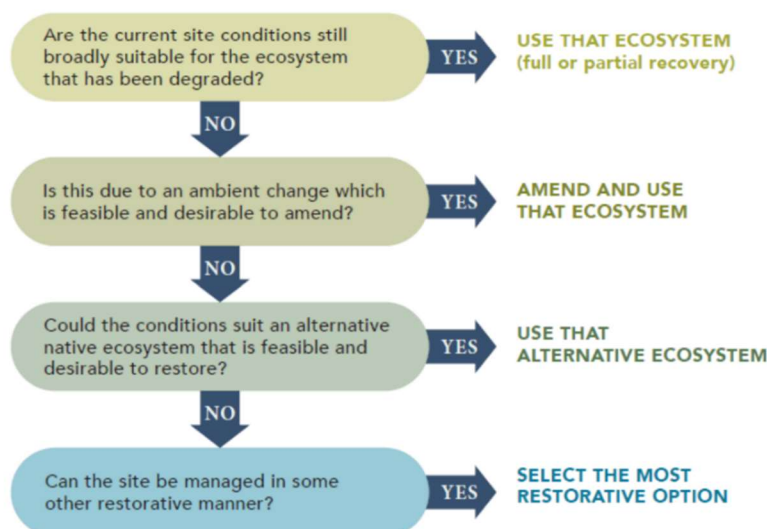 Are the current site conditions still
broadly suitable for the ecosystem
that has been degraded?
YES
USE THAT ECOSYSTEM
(full or partial recovery)
NO
Is this due to an ambient change which
is feasible and desirable to amend?
YES
AMEND AND USE
THAT ECOSYSTEM
NO
Could the conditions suit an alternative
native ecosystem that is feasible and
desirable to restore?
YES
USE THAT
ALTERNATIVE ECOSYSTEM
NO
Can the site be managed in some
other restorative manner?
YES
SELECT THE MOST
RESTORATIVE OPTION